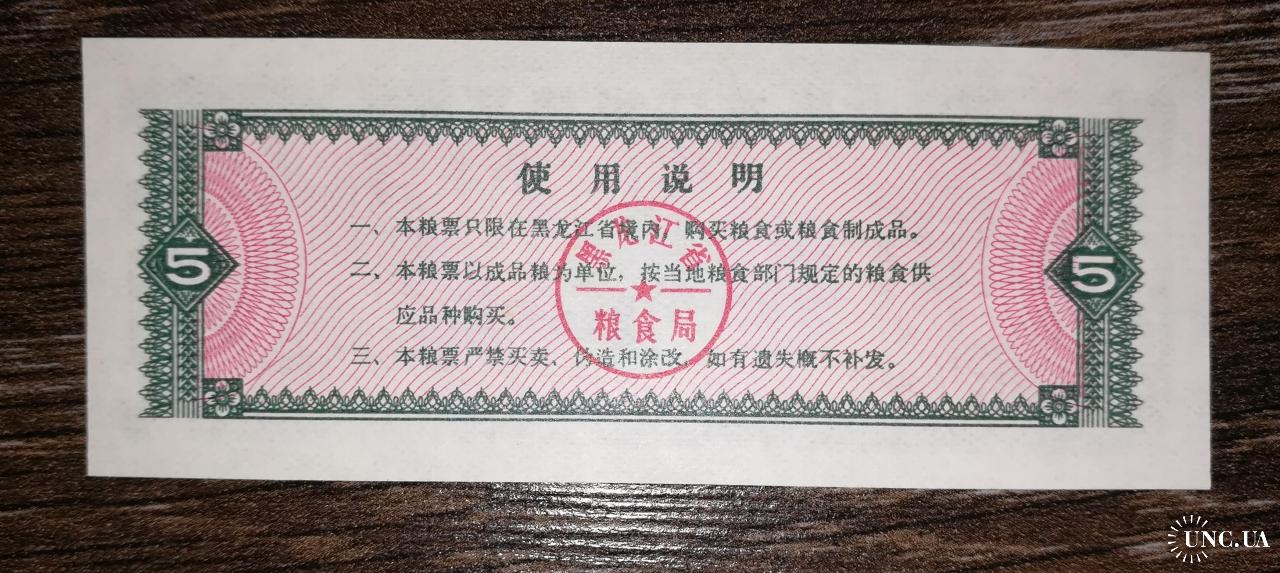 使用说明
一、本粮票只限在黑龙江省境内，购买粮食或粮食制成品。
二、本粮票以成品粮为单位，按当地粮食部门规定的粮食供
应品种购买。
三、本粮票严禁买卖、伪造和涂改，如有遗失概不补发。
黑龙江省
粮食局
5
5
UNC.UA